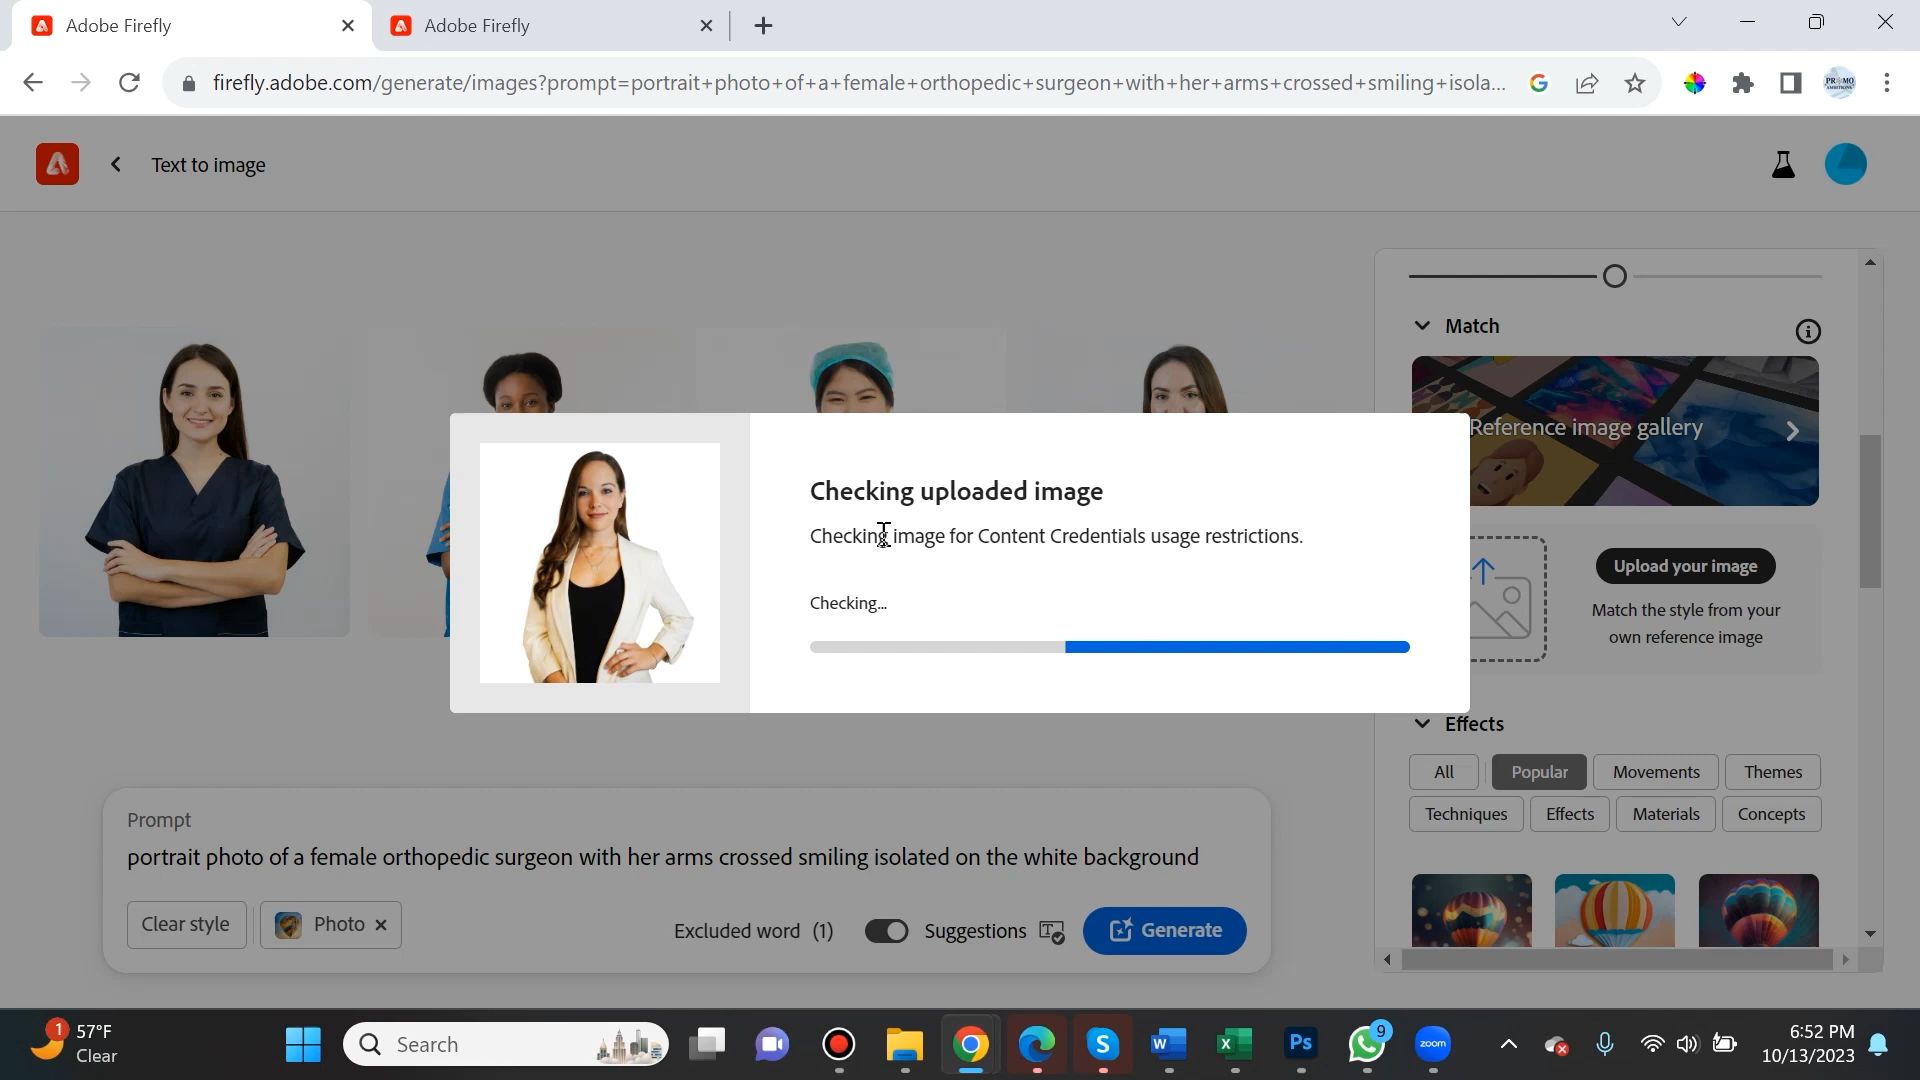 Adobe Firefly
Adobe Firefly
firefly.adobe.com/generate/images?prompt=portrait+photo+of+a+female+orthopedic+surgeon+with+her+arms+crossed+smiling+isola...
Text to image
Match
Reference image gallery
Upload your image
Match the style from your
own reference image
Checking uploaded image
Checking image for Content Credentials usage restrictions.
Checking...
Effects
All
Popular
Movements
Themes
Techniques
Effects
Materials
Concepts
Prompt
portrait photo of a female orthopedic surgeon with her arms crossed smiling isolated on the white background
Clear style
Photo
Excluded word (1)
Suggestions
Generate
1
57°F
Clear
Search
W
X
Ps
9
zoom
6:52 PM
10/13/2023